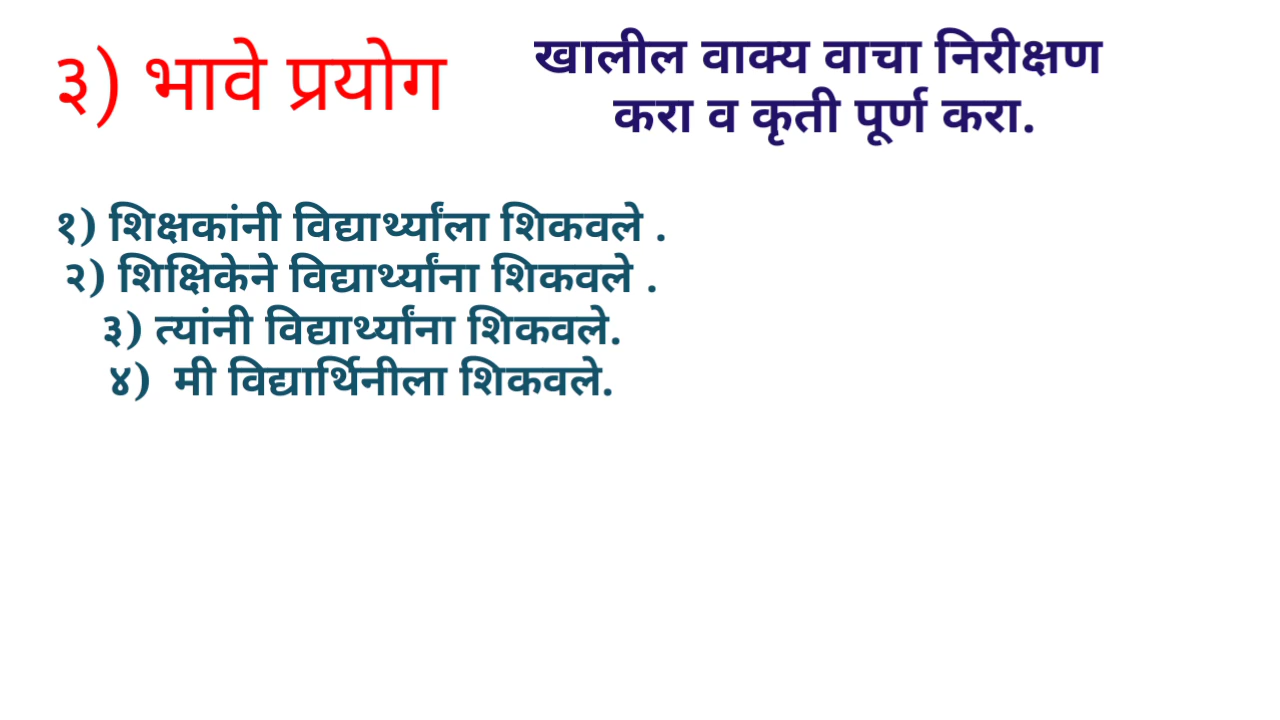 ३) भावे प्रयोग
खालील वाक्य वाचा निरीक्षण
करा व कृती पूर्ण करा.
१) शिक्षकांनी विद्यार्थ्यांला शिकवले .
२) शिक्षिकेने विद्यार्थ्यांना शिकवले .
३) त्यांनी विद्यार्थ्यांना शिकवले.
४) मी विद्यार्थिनीला शिकवले.